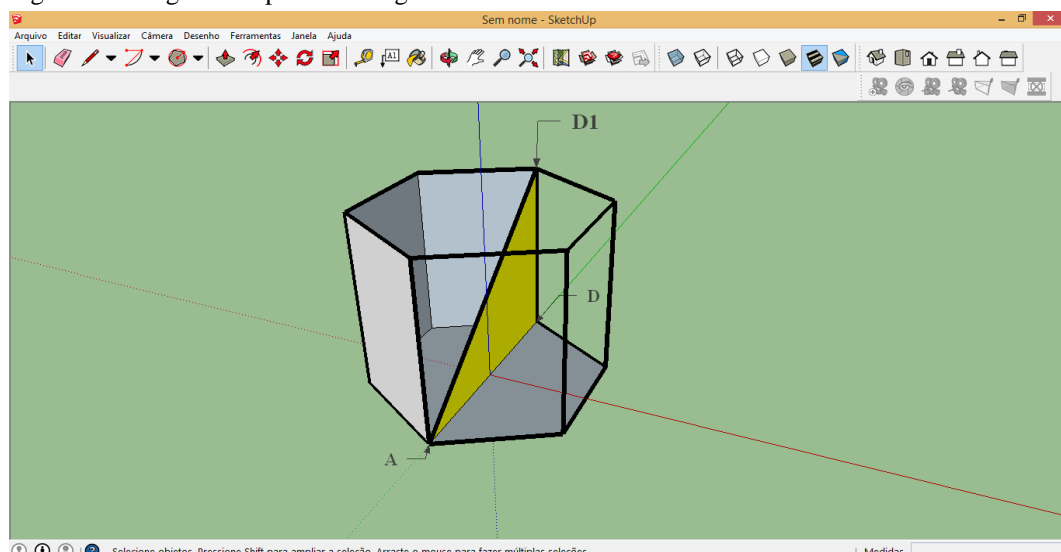 Sem nome - SketchUp
Arquivo Editar Visualizar Câmera Desenho Ferramentas Janela Ajuda
A1
D1
D
A
Selecione objetos. Pressione Shift para ampliar a seleção. Arraste o mouse para fazer múltiplas seleções.
Medidas